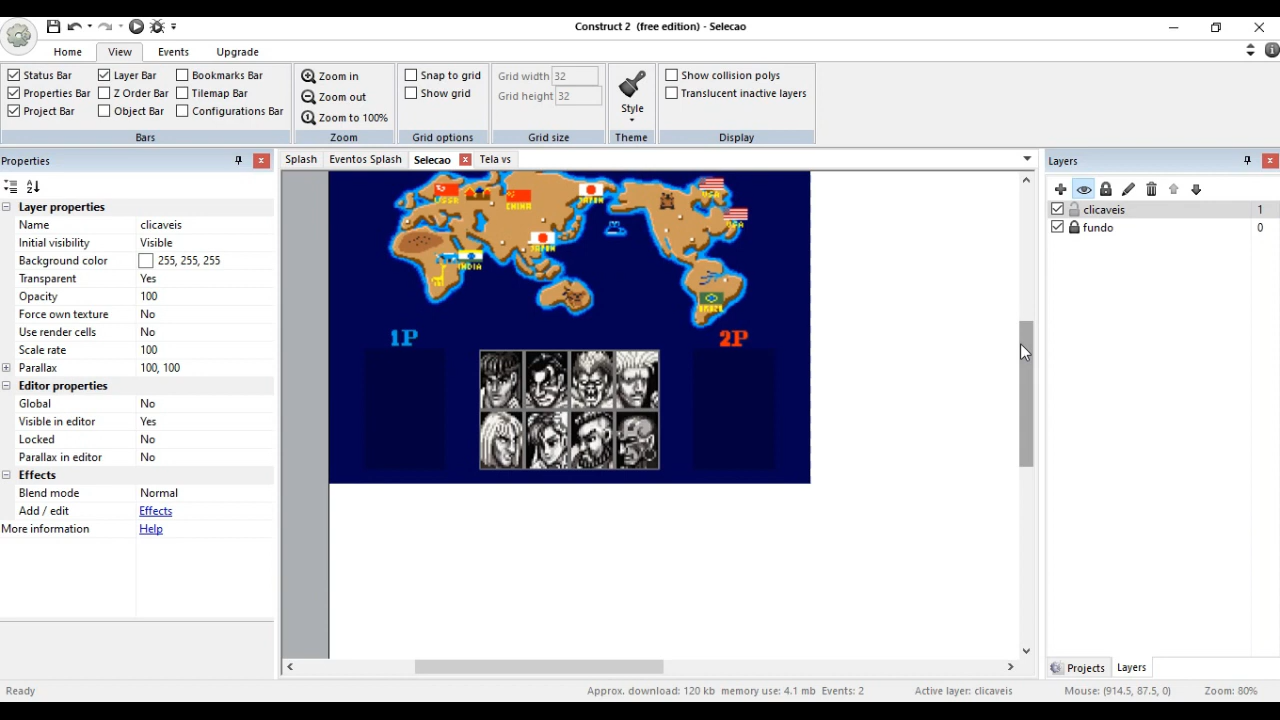 Construct 2 (free edition) - Selecao
Home View Events Upgrade
Status Bar Layer Bar Bookmarks Bar Zoom in Snap to grid Grid width 32 Show collision polys
Properties Bar Z Order Bar Tilemap Bar Zoom out Show grid Grid height 32 Translucent inactive layers
Project Bar Object Bar Configurations Bar Zoom to 100% Style
Bars Zoom Grid options Grid size Theme Display
Properties Splash Eventos Splash Selecao Tela vs Layers
Layer properties
Name clicaveis
Initial visibility Visible
Background color 255, 255, 255
Transparent Yes
Opacity 100
Force own texture No
Use render cells No
Scale rate 100
Parallax 100, 100
Editor properties
Global No
Visible in editor Yes
Locked No
Parallax in editor No
Effects
Blend mode Normal
Add / edit Effects
More information Help
USSR CHINA JAPAN USA
JAPAN INDIA
BRAZIL
1P 2P
clicaveis 1
fundo 0
Projects Layers
Ready Approx. download: 120 kb memory use: 4.1 mb Events: 2 Active layer: clicaveis Mouse: (914.5, 87.5, 0) Zoom: 80%